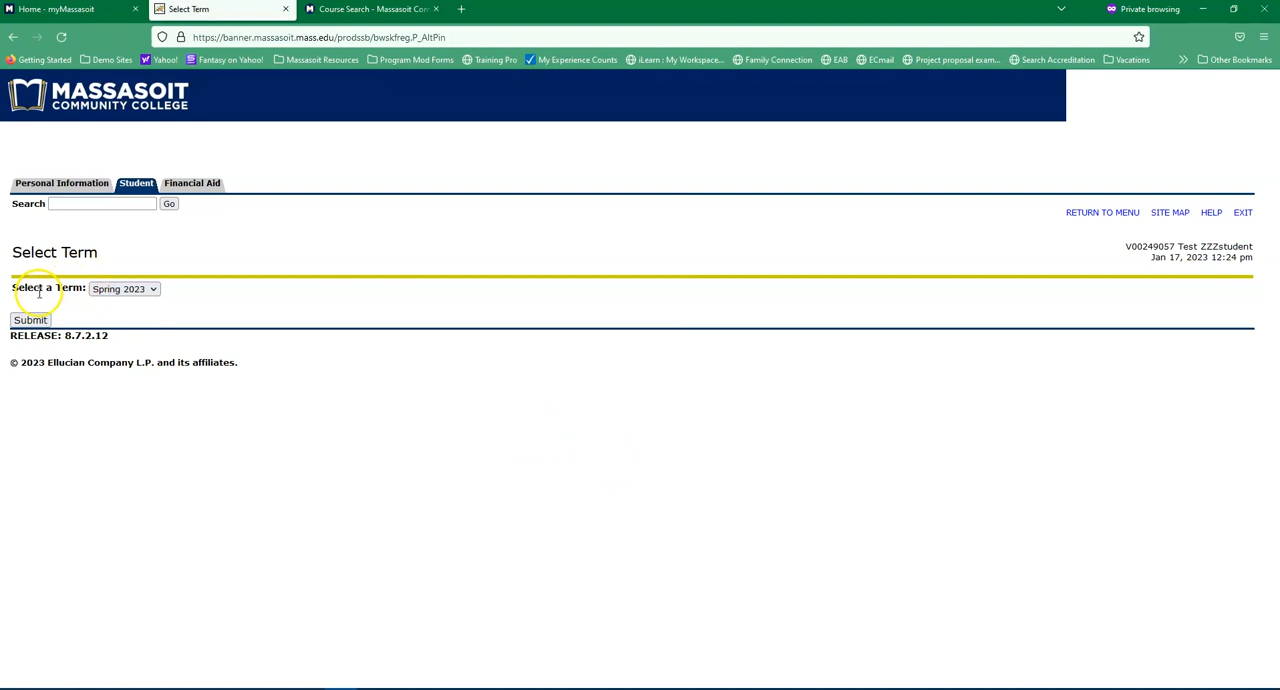 Home - myMassasoit
Select Term
Course Search - Massasoit Com
Private browsing
https://banner.massasoit.mass.edu/prodssb/bwskfreg.P_AltPin
Getting Started
Demo Sites
Yahoo!
Fantasy on Yahoo!
Massasoit Resources
Program Mod Forms
Training Pro
My Experience Counts
iLearn : My Workspace...
Family Connection
EAB
ECmail
Project proposal exam...
Search Accreditation
Vacations
Other Bookmarks
MASSASOIT
COMMUNITY COLLEGE
Personal Information Student Financial Aid
Search Go
RETURN TO MENU SITE MAP HELP EXIT
Select Term
V00249057 Test ZZZstudent
Jan 17, 2023 12:24 pm
Select a Term: Spring 2023
Submit
RELEASE: 8.7.2.12
© 2023 Ellucian Company L.P. and its affiliates.